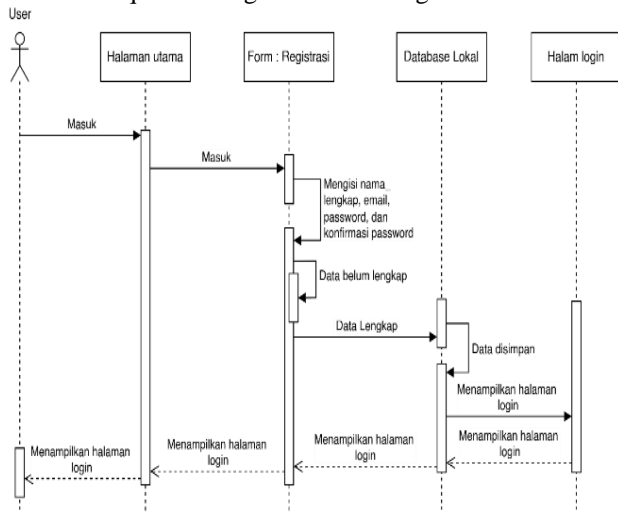 User
Halaman utama
Form : Registrasi
Database Lokal
Halam login
Masuk
Masuk
Mengisi nama_
lengkap, email,
password, dan
konfirmasi password
Data belum lengkap
Data Lengkap
Data disimpan
Menampilkan halaman
login
Menampilkan halaman
login
Menampilkan halaman
login
Menampilkan halaman
login
Menampilkan halaman
login